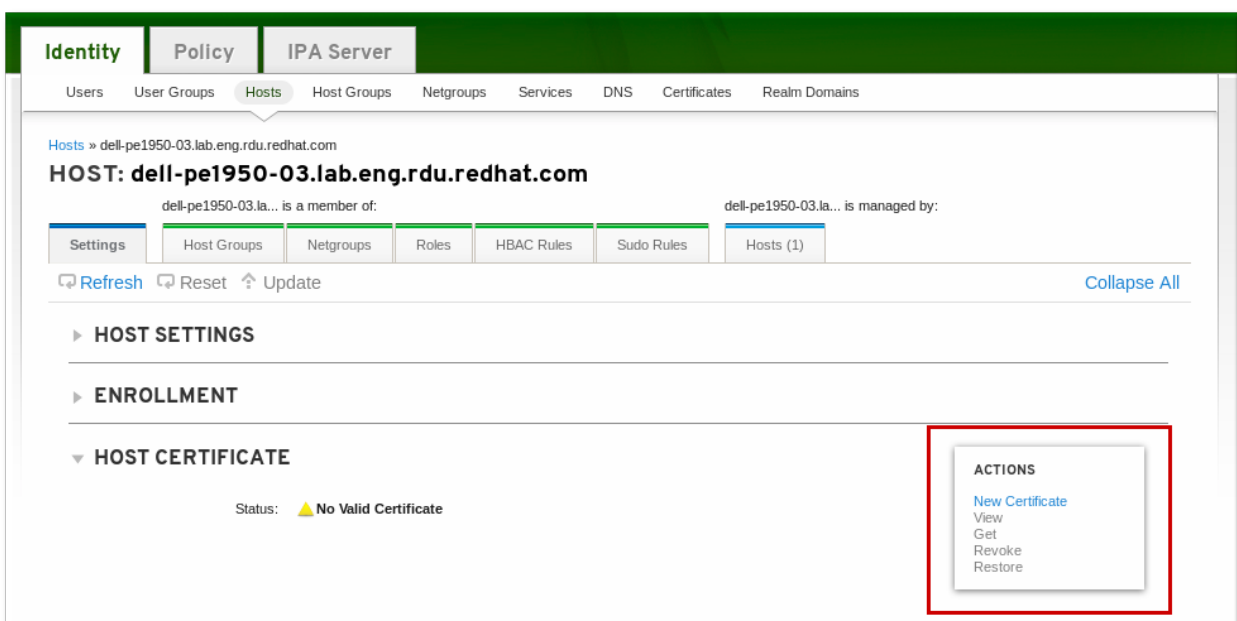 Identity Policy IPA Server
Users User Groups Hosts Host Groups Netgroups Services DNS Certificates Realm Domains
Hosts » dell-pe1950-03.lab.eng.rdu.redhat.com
HOST: dell-pe1950-03.lab.eng.rdu.redhat.com
dell-pe1950-03.la... is a member of: dell-pe1950-03.la... is managed by:
Settings Host Groups Netgroups Roles HBAC Rules Sudo Rules Hosts (1)
Refresh Reset Update Collapse All
HOST SETTINGS
ENROLLMENT
HOST CERTIFICATE
Status: No Valid Certificate
ACTIONS
New Certificate
View
Get
Revoke
Restore